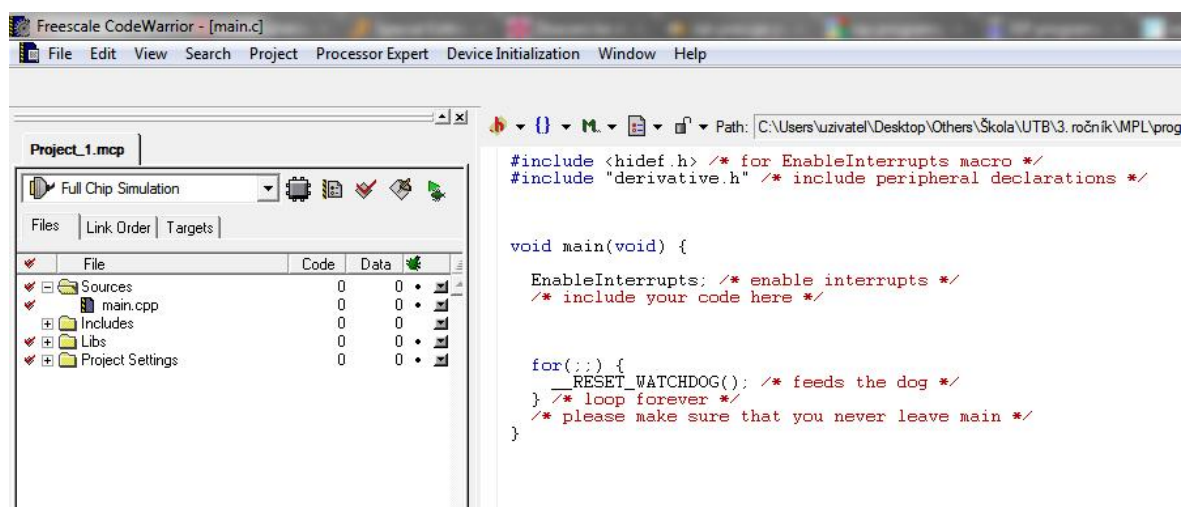 Freescale CodeWarrior - [main.c]
File Edit View Search Project Processor Expert Device Initialization Window Help
Project_1.mcp
Full Chip Simulation
Files Link Order Targets
File Code Data
Sources 0 0
main.cpp 0 0
Includes 0 0
Libs 0 0
Project Settings 0 0
Path: C:\Users\uzivatel\Desktop\Others\Škola\UTB\3. ročník\MPL\prog
#include <hidef.h> /* for EnableInterrupts macro */
#include "derivative.h" /* include peripheral declarations */
void main(void) {
EnableInterrupts; /* enable interrupts */
/* include your code here */
for(;;) {
__RESET_WATCHDOG(); /* feeds the dog */
} /* loop forever */
/* please make sure that you never leave main */
}